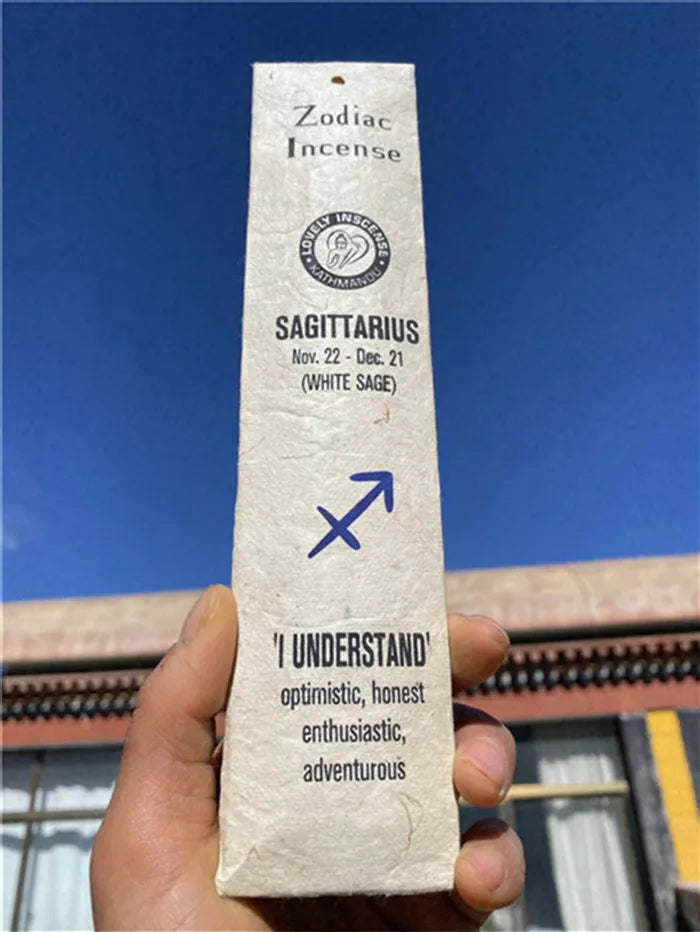 Zodiac
Incense
LOVELY INSCENSE
KATHMANDU
SAGITTARIUS
Nov. 22 - Dec. 21
(WHITE SAGE)
'I UNDERSTAND'
optimistic, honest
enthusiastic,
adventurous